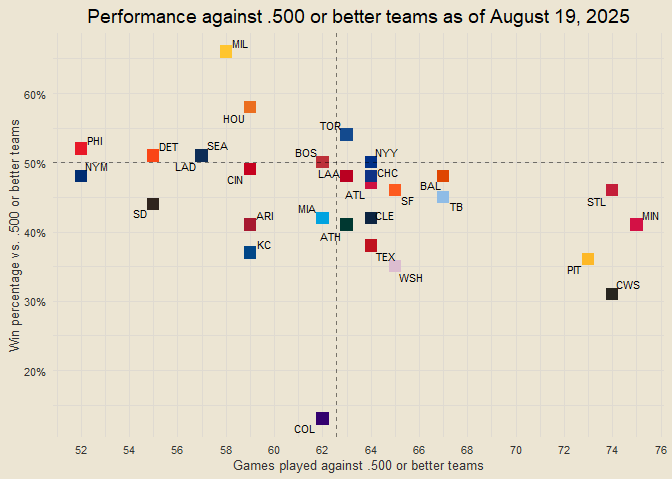 Performance against .500 or better teams as of August 19, 2025
Win percentage vs. .500 or better teams
60%
50%
40%
30%
20%
MIL
HOU
TOR
PHI
DET
SEA
BOS
NYY
NYM
LAD
CIN
LAA
CHC
ATL
BAL
SF
TB
STL
SD
MIA
ARI
CLE
MIN
ATH
KC
TEX
WSH
PIT
CWS
COL
52 54 56 58 60 62 64 66 68 70 72 74 76
Games played against .500 or better teams